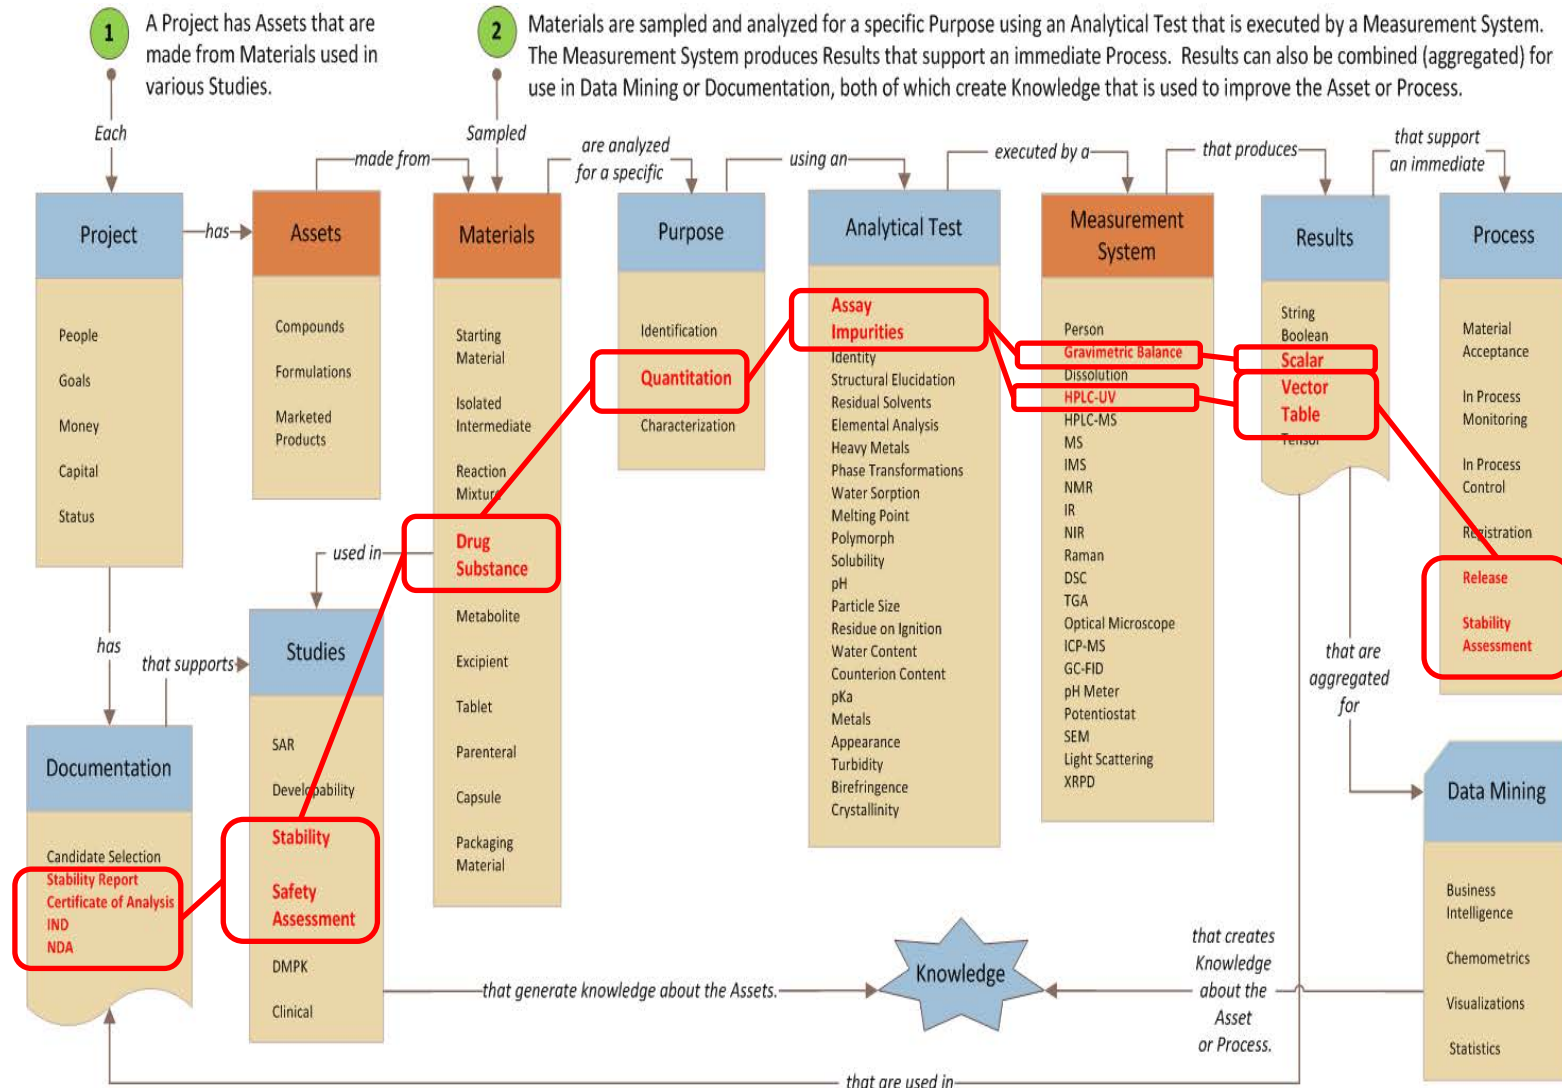 1
A Project has Assets that are
made from Materials used in
various Studies.
2
Materials are sampled and analyzed for a specific Purpose using an Analytical Test that is executed by a Measurement System.
The Measurement System produces Results that support an immediate Process.  Results can also be combined (aggregated) for
use in Data Mining or Documentation, both of which create Knowledge that is used to improve the Asset or Process.
Each
made from
Sampled
are analyzed
for a specific
using an
executed by a
that produces
that support
an immediate
Project
People
Goals
Money
Capital
Status
has
Assets
Compounds
Formulations
Marketed
Products
Materials
Starting
Material
Isolated
Intermediate
Reaction
Mixture
Drug
Substance
Metabolite
Excipient
Tablet
Parenteral
Capsule
Packaging
Material
Purpose
Identification
Quantitation
Characterization
Analytical Test
Assay
Impurities
Identity
Structural Elucidation
Residual Solvents
Elemental Analysis
Heavy Metals
Phase Transformations
Water Sorption
Melting Point
Polymorph
Solubility
pH
Particle Size
Residue on Ignition
Water Content
Counterion Content
pKa
Metals
Appearance
Turbidity
Birefringence
Crystallinity
Measurement
System
Person
Gravimetric Balance
Dissolution
HPLC-UV
HPLC-MS
MS
IMS
NMR
IR
NIR
Raman
DSC
TGA
Optical Microscope
ICP-MS
GC-FID
pH Meter
Potentiostat
SEM
Light Scattering
XRPD
Results
String
Boolean
Scalar
Vector
Table
Tensor
Process
Material
Acceptance
In Process
Monitoring
In Process
Control
Registration
Release
Stability
Assessment
used in
has
that supports
Studies
SAR
Developability
Stability
Safety
Assessment
DMPK
Clinical
Documentation
Candidate Selection
Stability Report
Certificate of Analysis
IND
NDA
that are
aggregated
for
Data Mining
Business
Intelligence
Chemometrics
Visualizations
Statistics
that generate knowledge about the Assets.
Knowledge
that creates
Knowledge
about the
Asset
or Process.
that are used in